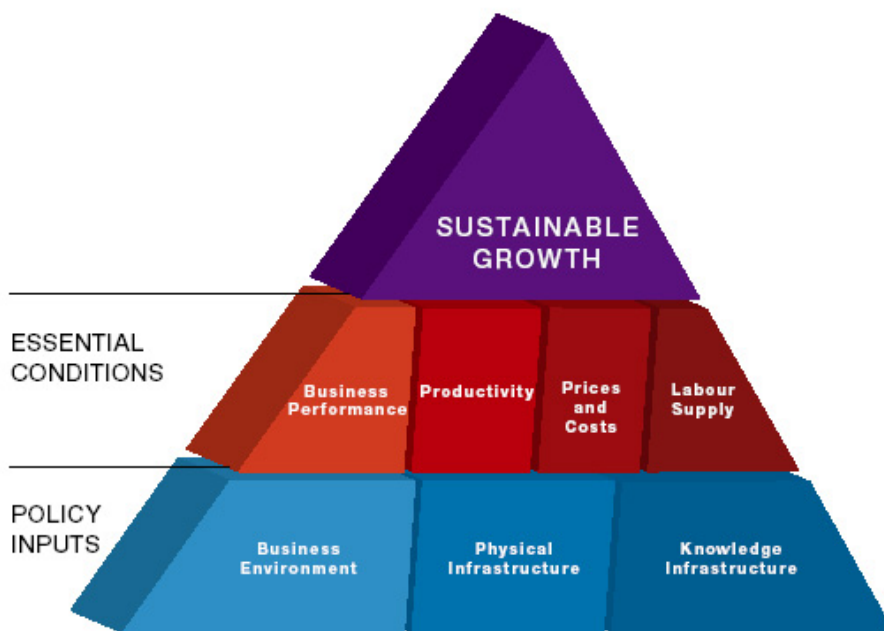 SUSTAINABLE
GROWTH
ESSENTIAL
CONDITIONS
Business
Performance
Productivity
Prices
and
Costs
Labour
Supply
POLICY
INPUTS
Business
Environment
Physical
Infrastructure
Knowledge
Infrastructure